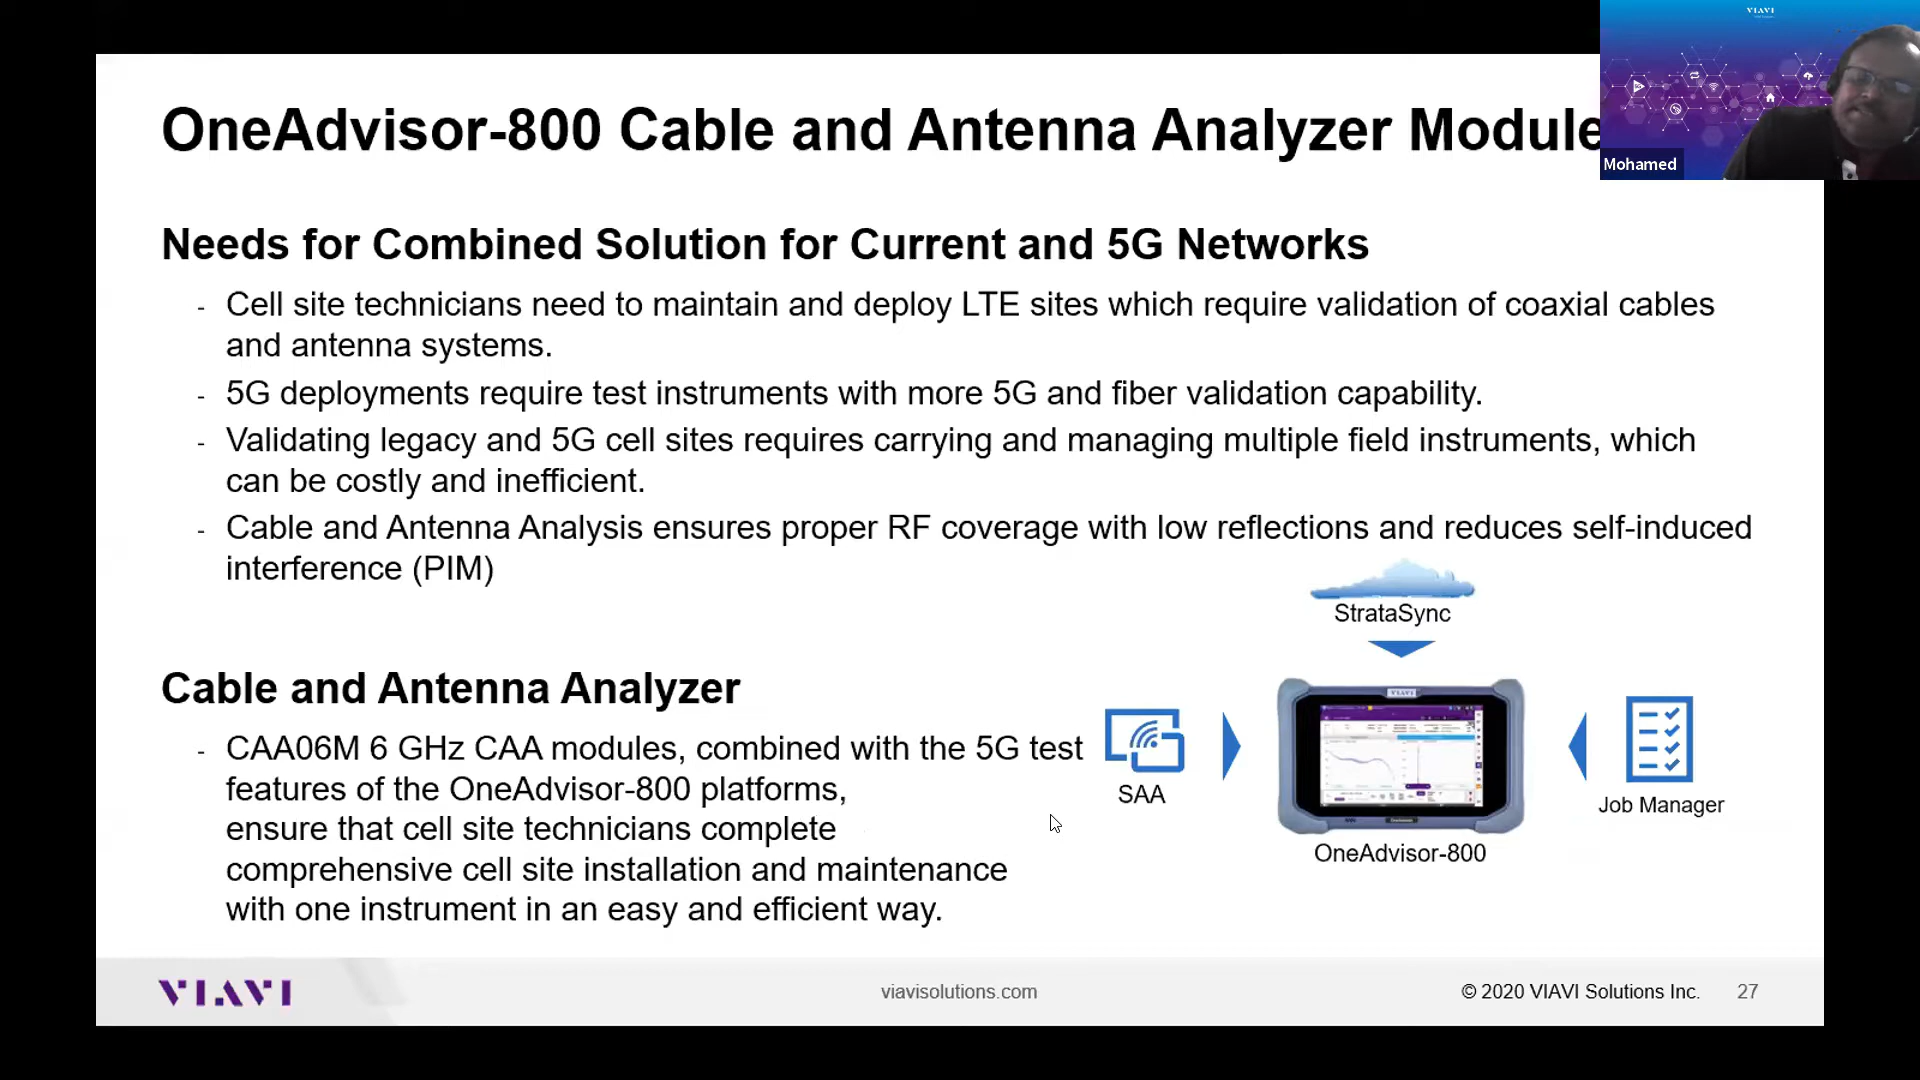 VIAVI
OneAdvisor-800 Cable and Antenna Analyzer Module
Mohamed
Needs for Combined Solution for Current and 5G Networks
- Cell site technicians need to maintain and deploy LTE sites which require validation of coaxial cables
and antenna systems.
- 5G deployments require test instruments with more 5G and fiber validation capability.
- Validating legacy and 5G cell sites requires carrying and managing multiple field instruments, which
can be costly and inefficient.
- Cable and Antenna Analysis ensures proper RF coverage with low reflections and reduces self-induced
interference (PIM)
StrataSync
Cable and Antenna Analyzer
- CAA06M 6 GHz CAA modules, combined with the 5G test
features of the OneAdvisor-800 platforms,
ensure that cell site technicians complete
comprehensive cell site installation and maintenance
with one instrument in an easy and efficient way.
SAA
VIAVI
Job Manager
OneAdvisor-800
VIAVI
viavisolutions.com
© 2020 VIAVI Solutions Inc.
27